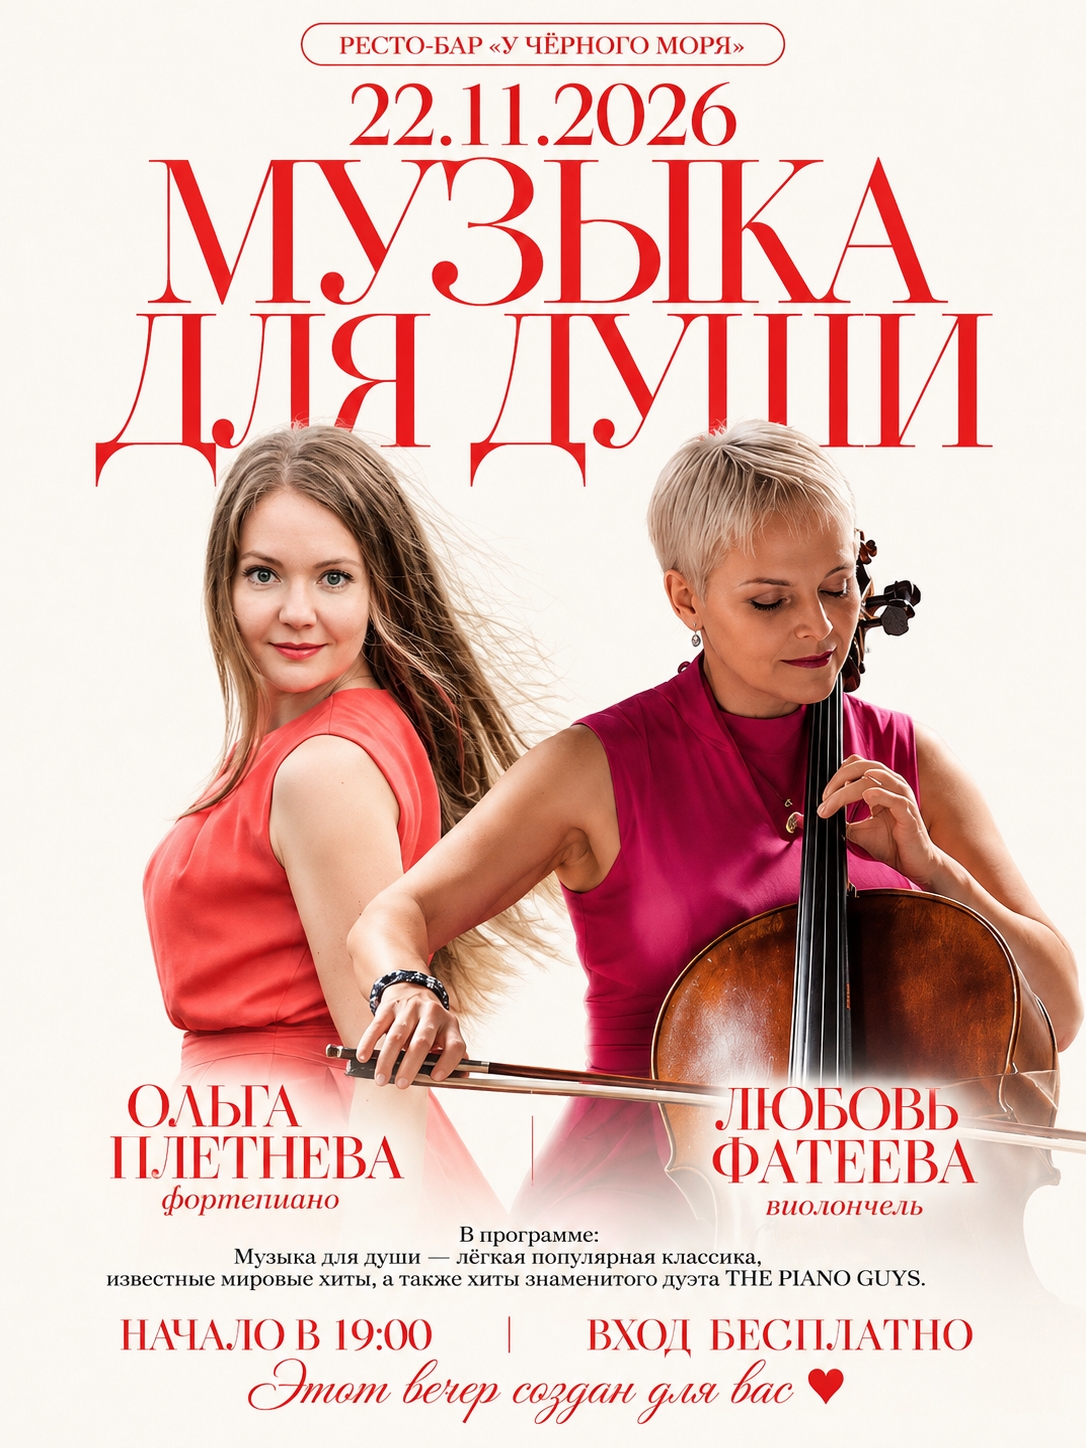 РЕСТО-БАР «У ЧЁРНОГО МОРЯ»
22.11.2026
МУЗЫКА
ДЛЯ ДУШИ
ОЛЬГА
ПЛЕТНЕВА
фортепиано
ЛЮБОВЬ
ФАТЕЕВА
виолончель
В программе:
Музыка для души — лёгкая популярная классика,
известные мировые хиты, а также хиты знаменитого дуэта THE PIANO GUYS.
НАЧАЛО В 19:00 | ВХОД БЕСПЛАТНО
Этот вечер создан для вас ♥